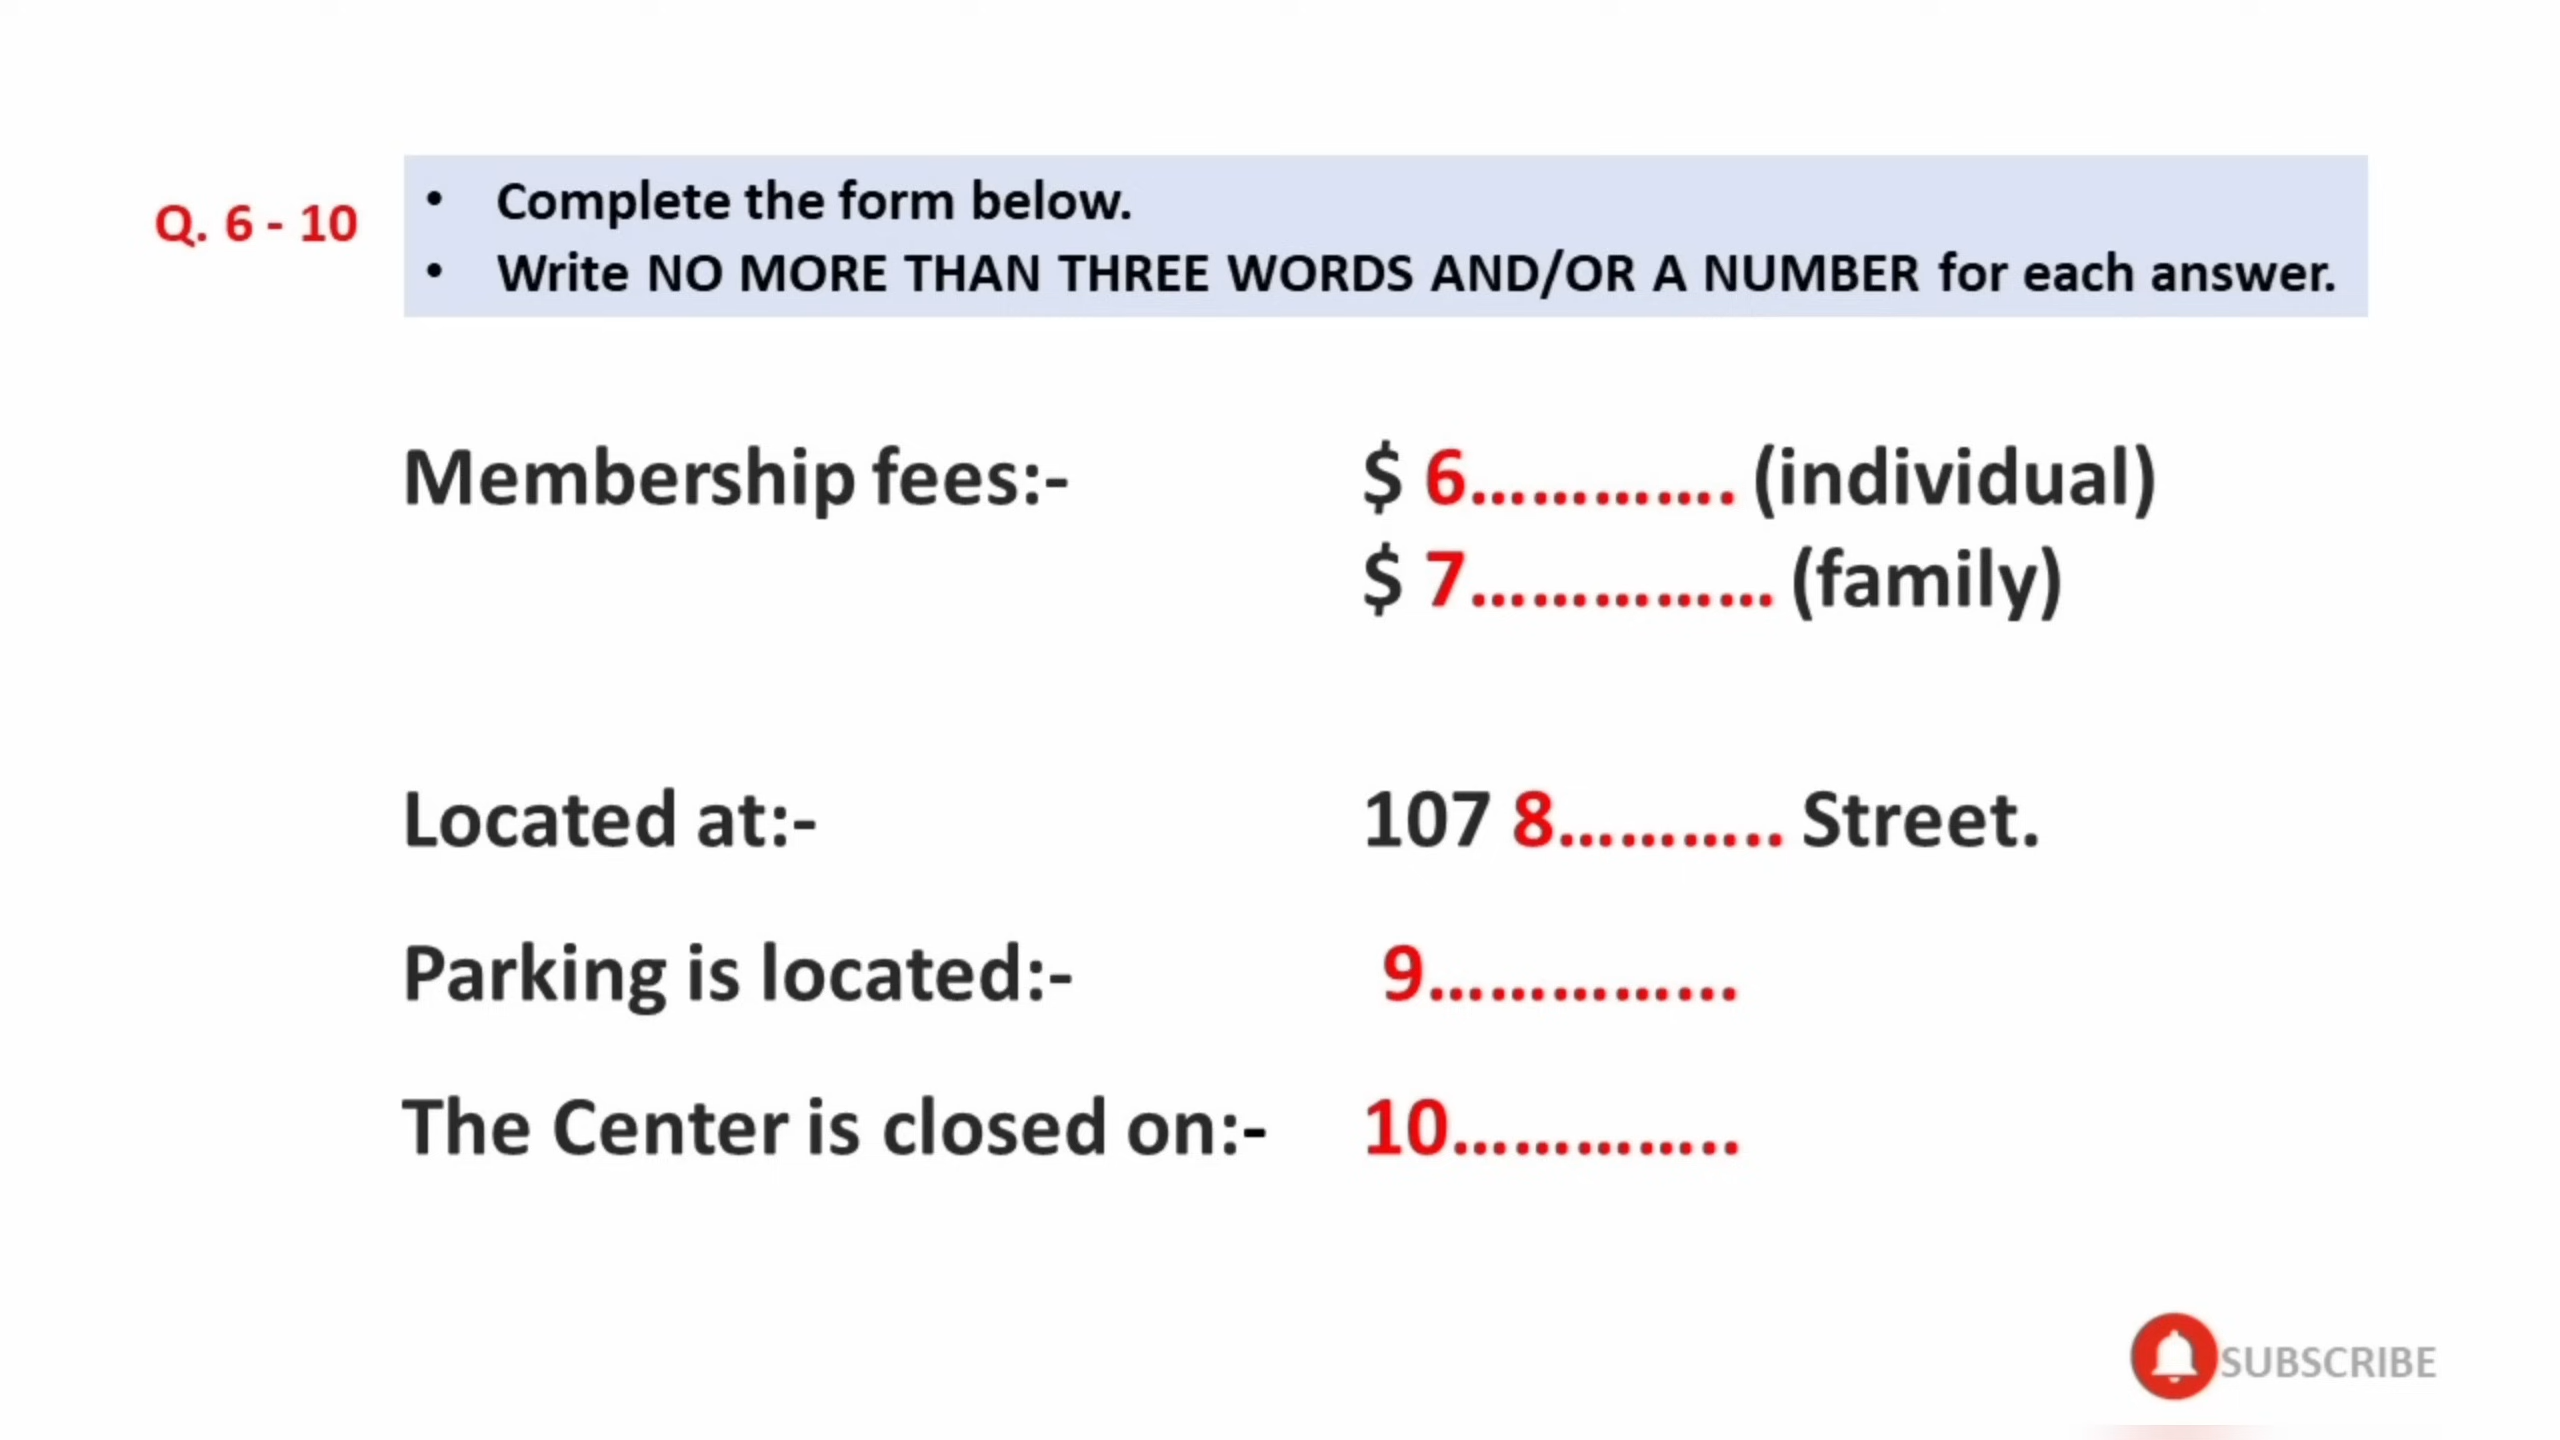 Q. 6 - 10
• Complete the form below.
• Write NO MORE THAN THREE WORDS AND/OR A NUMBER for each answer.
Membership fees:- $ 6.............. (individual)
$ 7................ (family)
Located at:- 107 8............ Street.
Parking is located:- 9................
The Center is closed on:- 10...............
SUBSCRIBE